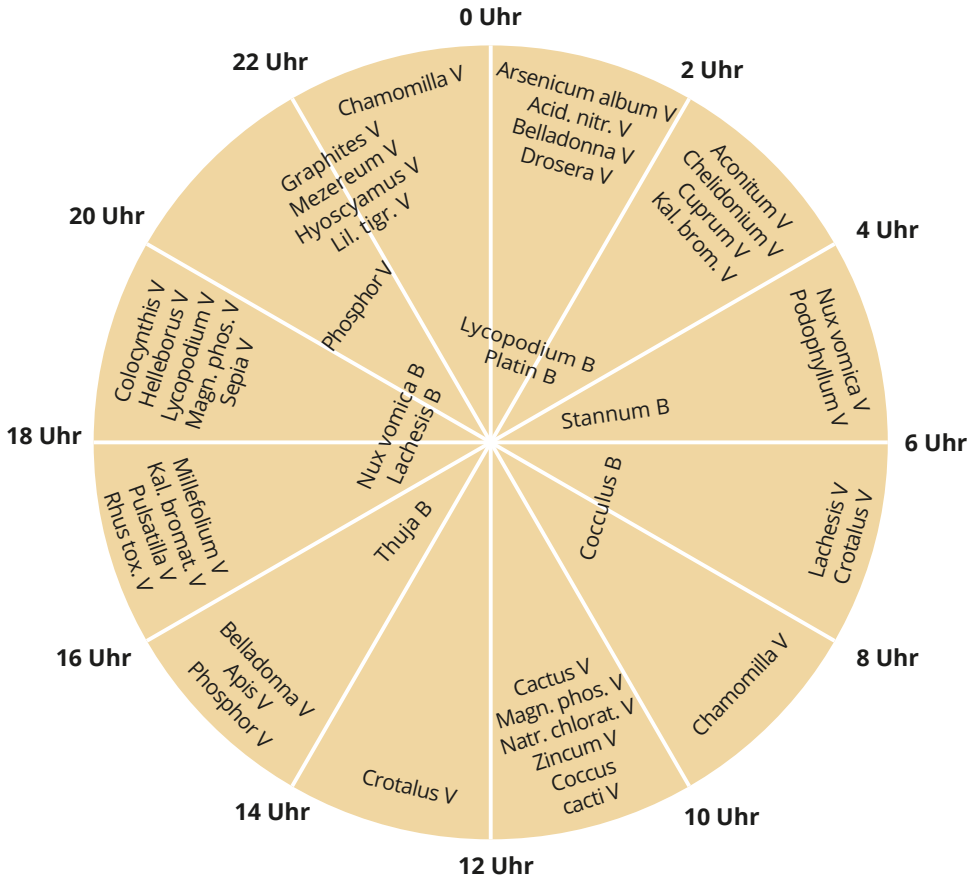 0 Uhr
2 Uhr
4 Uhr
6 Uhr
8 Uhr
10 Uhr
12 Uhr
14 Uhr
16 Uhr
18 Uhr
20 Uhr
22 Uhr
Arsenicum album V
Acid. nitr. V
Belladonna V
Drosera V
Aconitum V
Chelidonium V
Cuprum V
Kal. brom. V
Nux vomica V
Podophyllum V
Lachesis V
Crotalus V
Chamomilla V
Cactus V
Magn. phos. V
Natr. chlorat. V
Zincum V
Coccus
cacti V
Crotalus V
Belladonna V
Apis V
Phosphor V
Millefolium V
Kal. bromat. V
Pulsatilla V
Rhus tox. V
Colocynthis V
Helleborus V
Lycopodium V
Magn. phos. V
Sepia V
Chamomilla V
Graphites V
Mezereum V
Hyoscyamus V
Lil. tigr. V
Phosphor V
Lycopodium B
Platin B
Stannum B
Cocculus B
Thuja B
Nux vomica B
Lachesis B